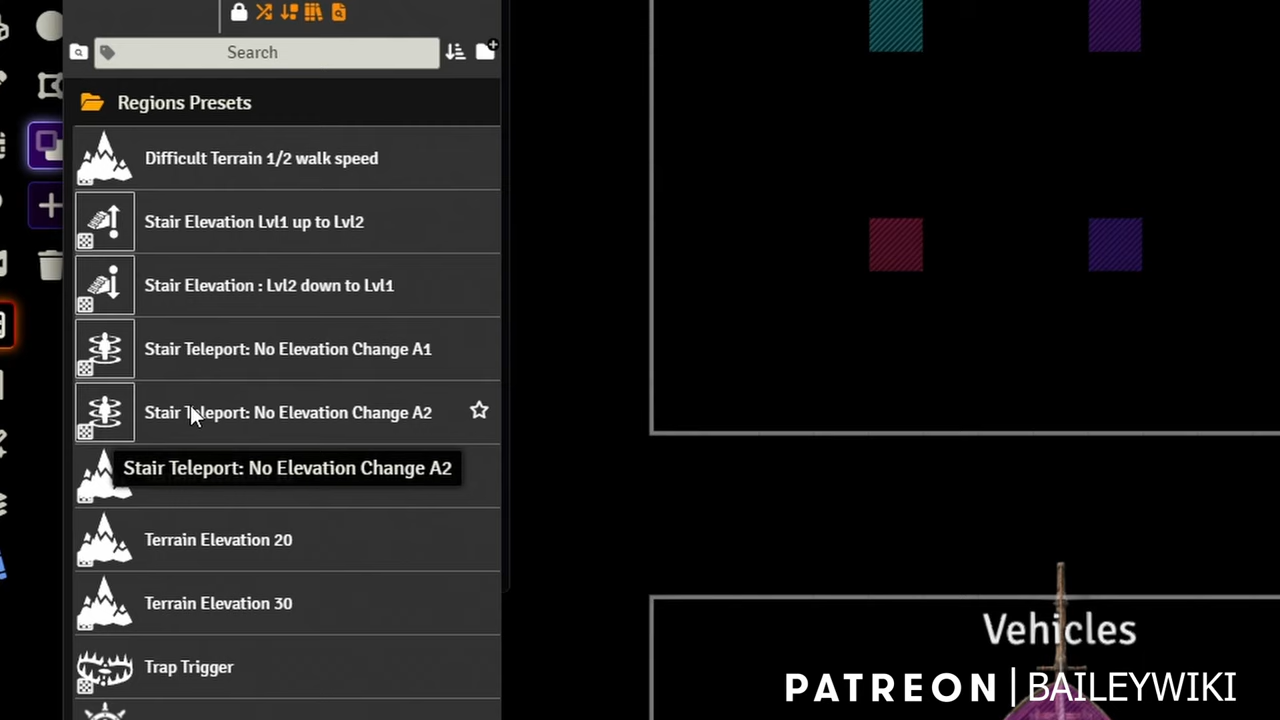 Search
Regions Presets
Difficult Terrain 1/2 walk speed
Stair Elevation Lvl1 up to Lvl2
Stair Elevation : Lvl2 down to Lvl1
Stair Teleport: No Elevation Change A1
Stair Teleport: No Elevation Change A2
Stair Teleport: No Elevation Change A2
Terrain Elevation 20
Terrain Elevation 30
Trap Trigger
Vehicles
PATREON | BAILEYWIKI